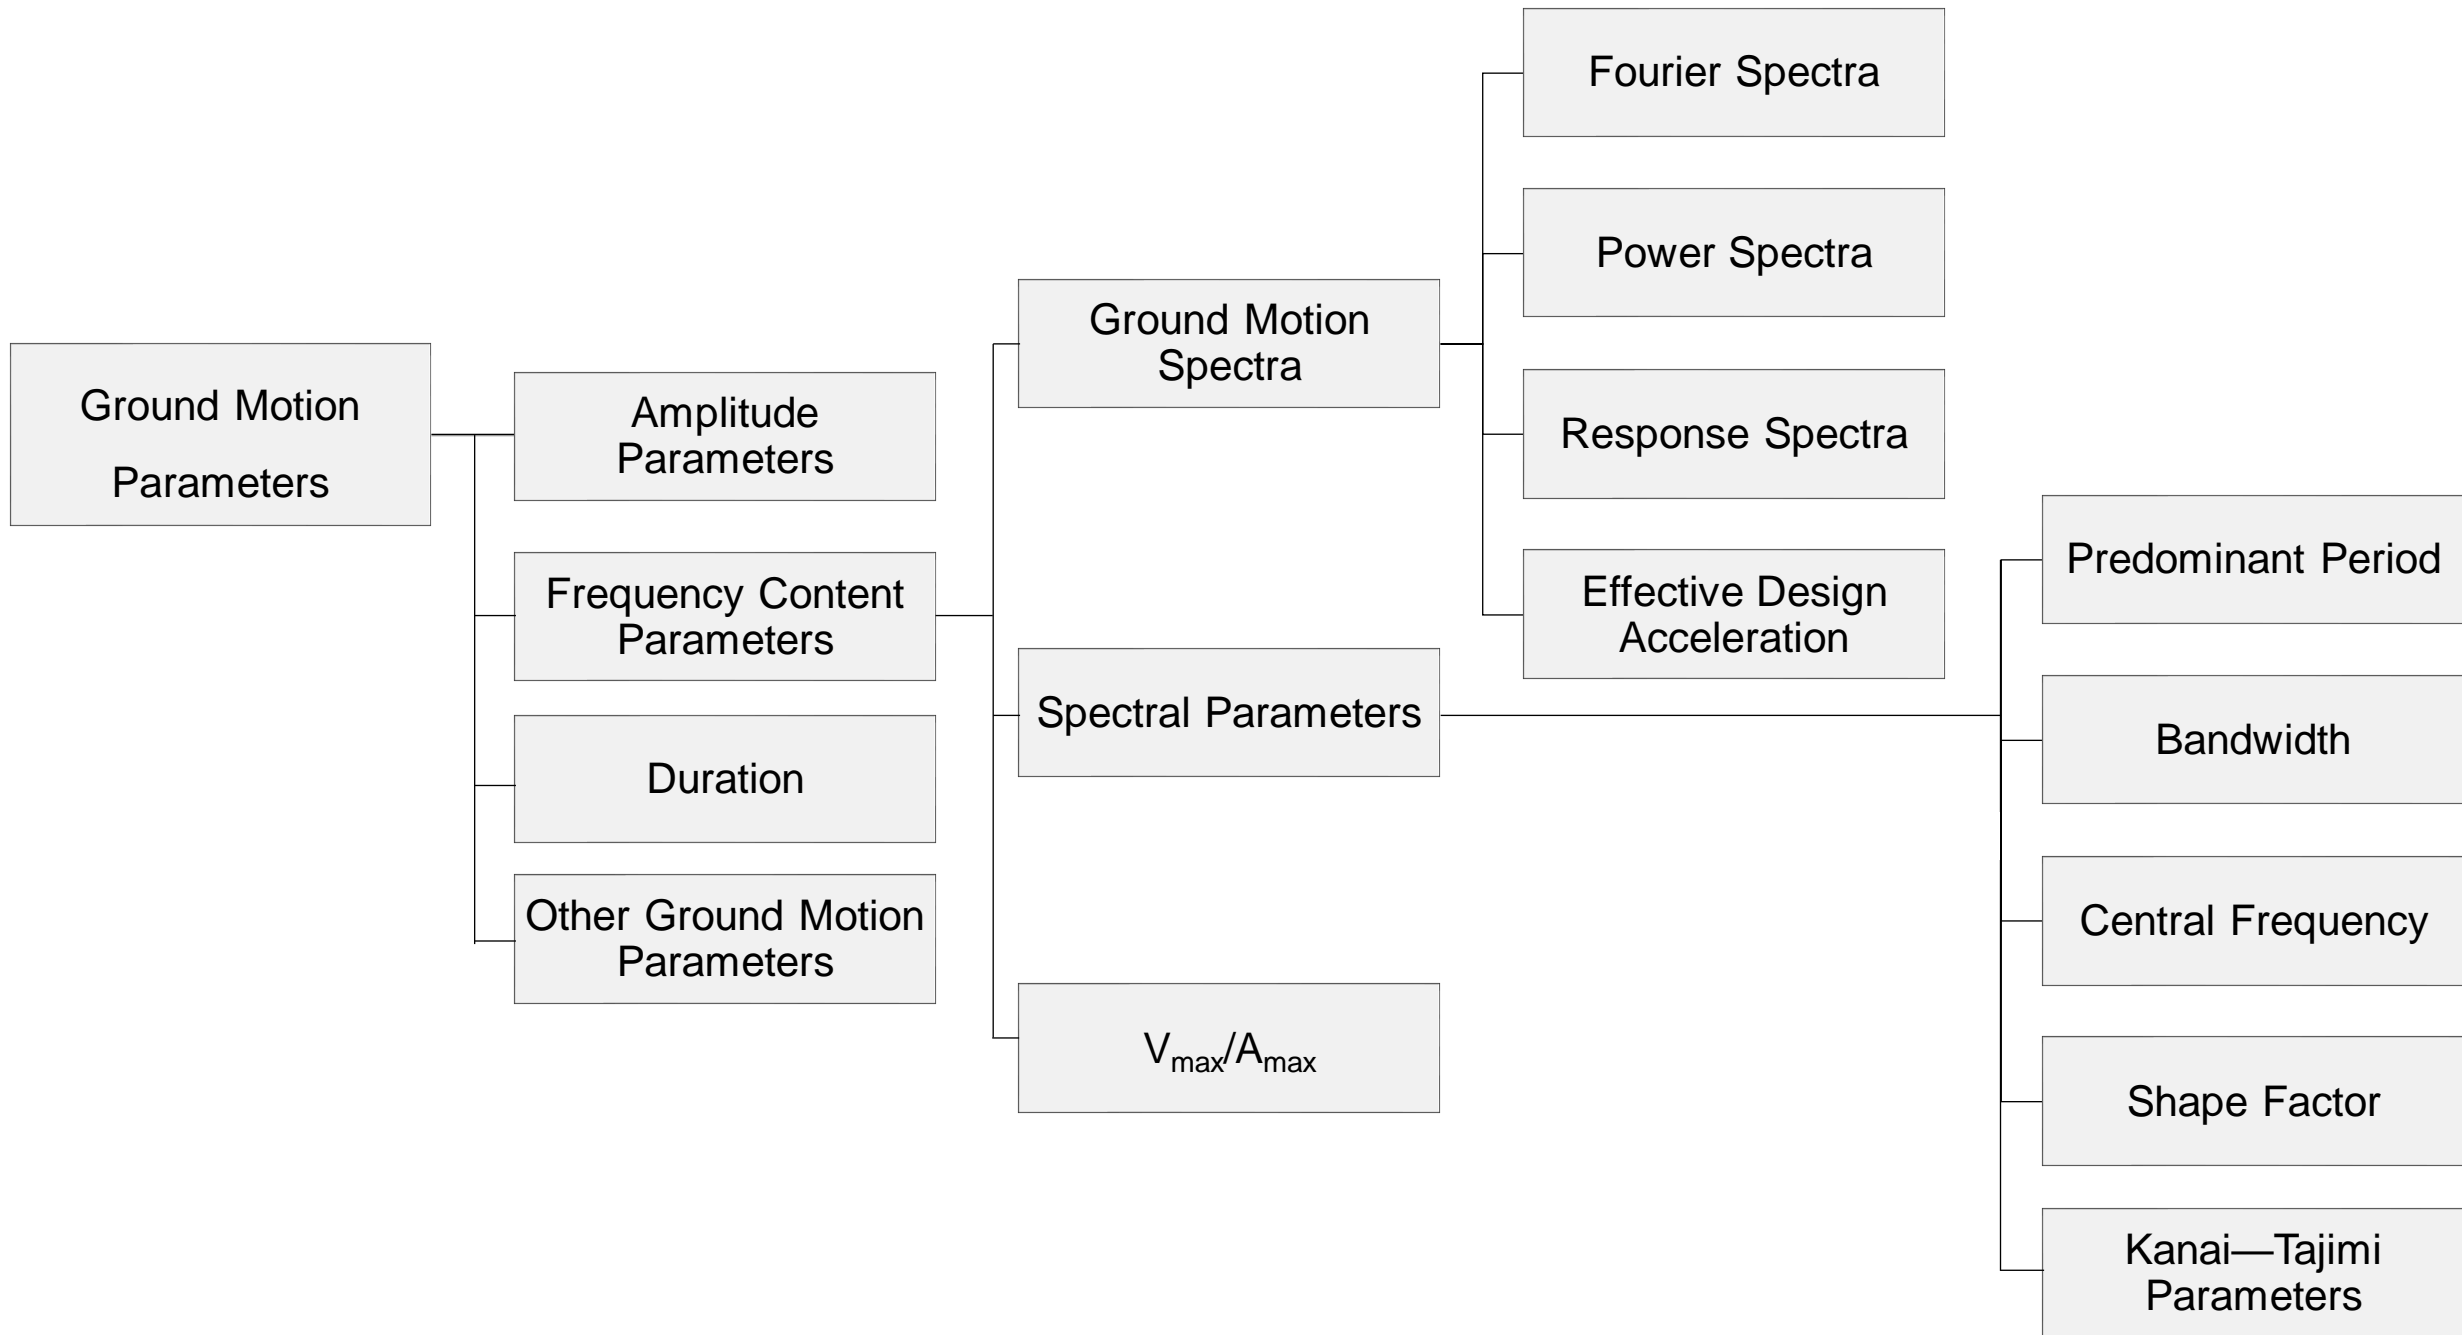 Ground Motion
Parameters
Amplitude
Parameters
Frequency Content
Parameters
Duration
Other Ground Motion
Parameters
Ground Motion
Spectra
Spectral Parameters
Vmax/Amax
Fourier Spectra
Power Spectra
Response Spectra
Effective Design
Acceleration
Predominant Period
Bandwidth
Central Frequency
Shape Factor
Kanai—Tajimi
Parameters